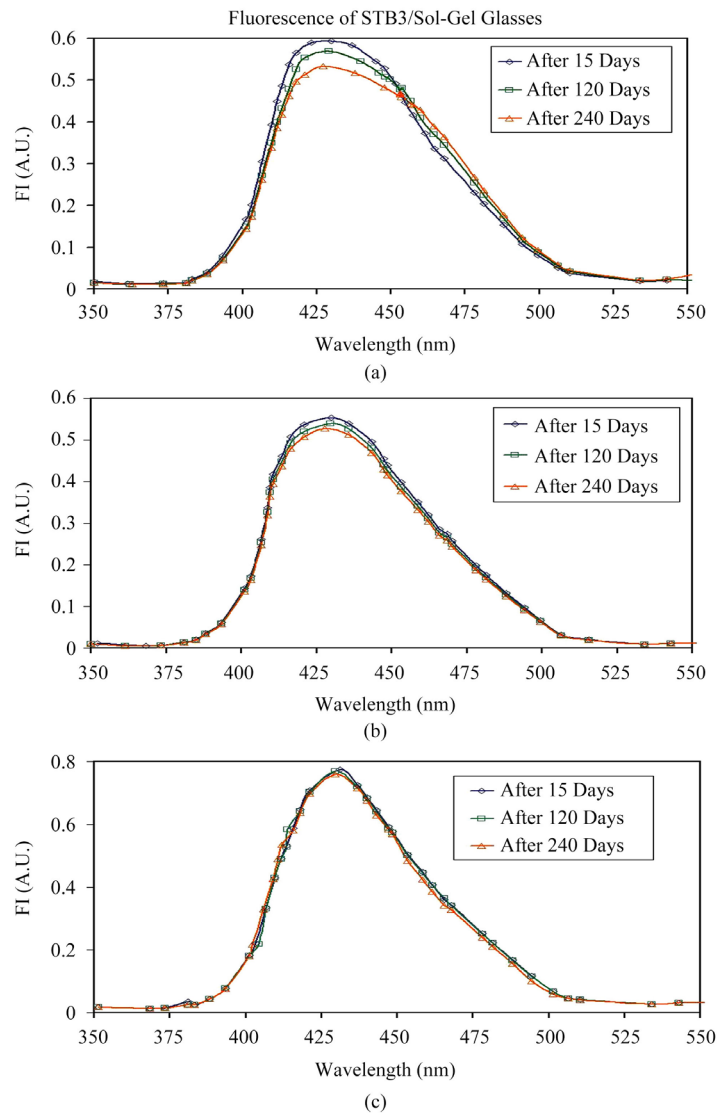 Fluorescence of STB3/Sol-Gel Glasses
0.6
0.5
0.4
0.3
0.2
0.1
0
FI (A.U.)
After 15 Days
After 120 Days
After 240 Days
350 375 400 425 450 475 500 525 550
Wavelength (nm)
(a)
0.6
0.5
0.4
0.3
0.2
0.1
0
FI (A.U.)
After 15 Days
After 120 Days
After 240 Days
350 375 400 425 450 475 500 525 550
Wavelength (nm)
(b)
0.8
0.6
0.4
0.2
0.0
FI (A.U.)
After 15 Days
After 120 Days
After 240 Days
350 375 400 425 450 475 500 525 550
Wavelength (nm)
(c)